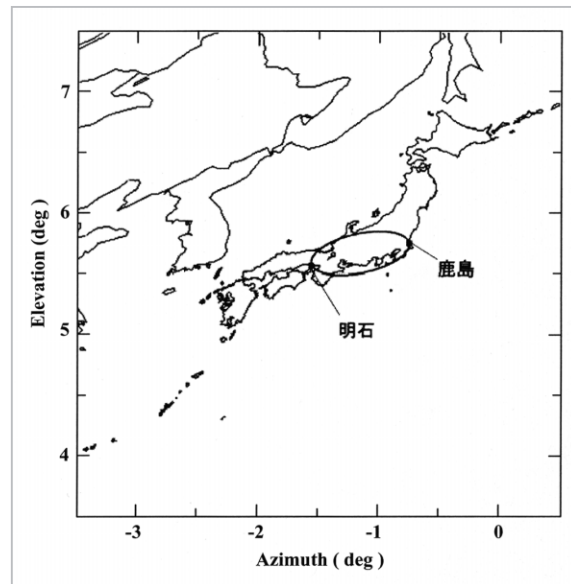 7
6
5
4
Elevation (deg)
鹿島
明石
-3
-2
-1
0
Azimuth ( deg )